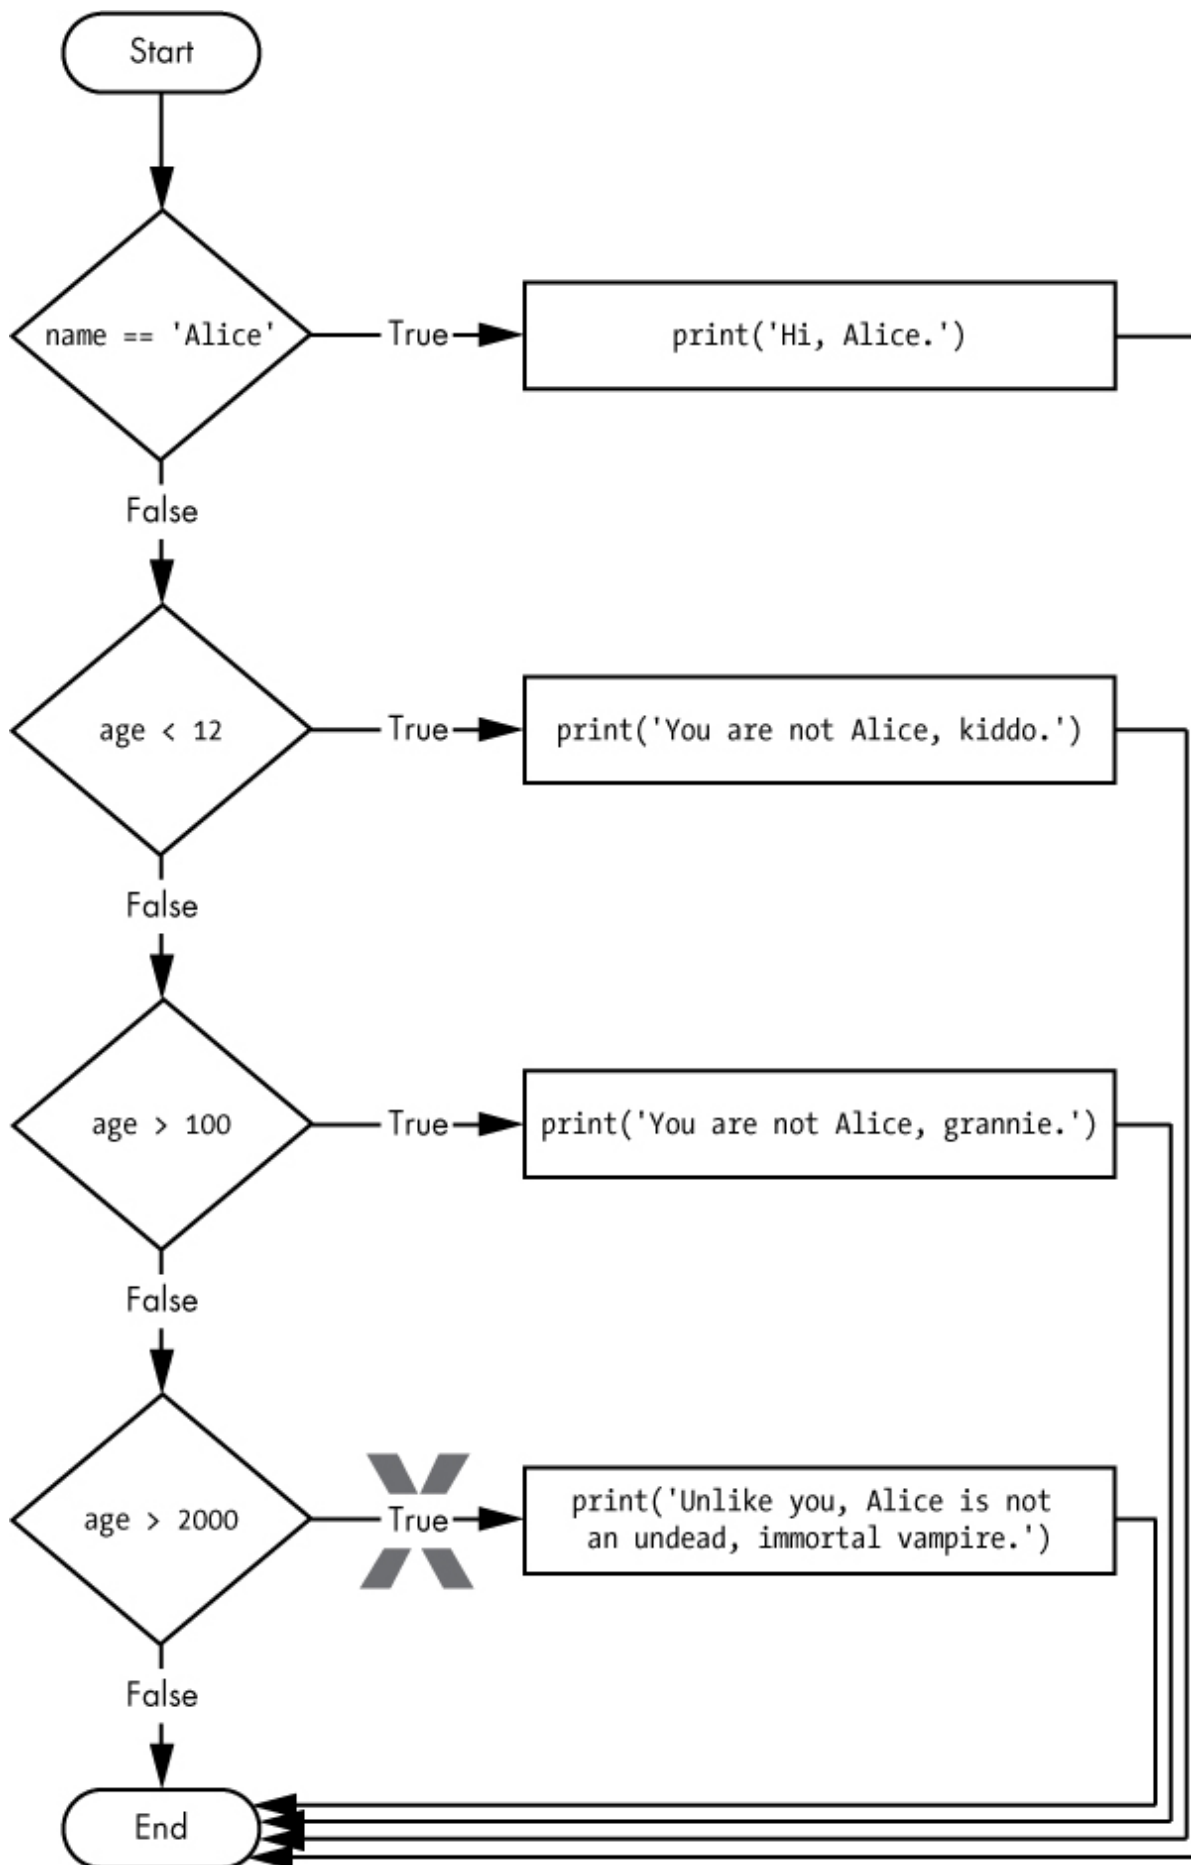 Start
name == 'Alice'
True
print('Hi, Alice.')
False
age < 12
True
print('You are not Alice, kiddo.')
False
age > 100
True
print('You are not Alice, grannie.')
False
age > 2000
True
print('Unlike you, Alice is not
an undead, immortal vampire.')
False
End